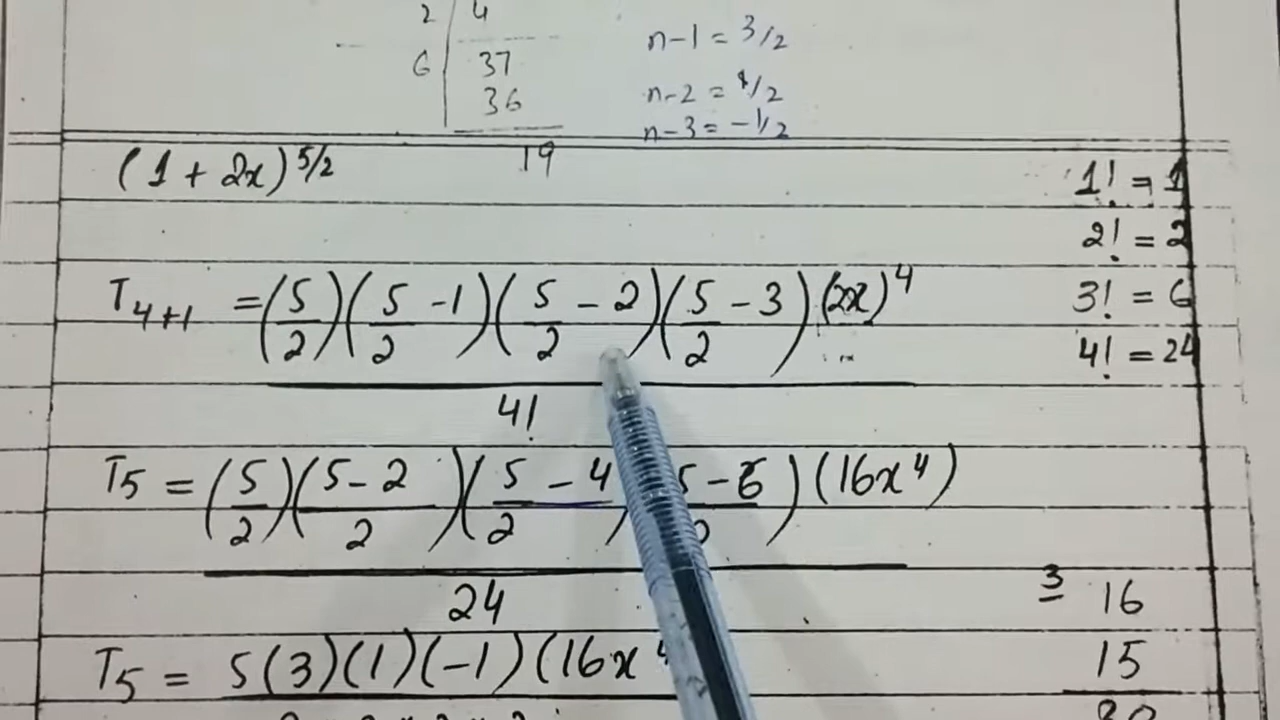 2 | 4
6 | 37
36
n-1 = 3/2
n-2 = 1/2
n-3 = -1/2
19
(1 + 2x)^5/2
1! = 1
2! = 2
T4+1 = (5/2)(5/2 - 1)(5/2 - 2)(5/2 - 3)(2x)^4
4!
3! = 6
4! = 24
T5 = (5/2)(5-2/2)(5-4/2) 5-6) (16x^4)
24
3
16
T5 = 5(3)(1)(-1)(16x^4
15